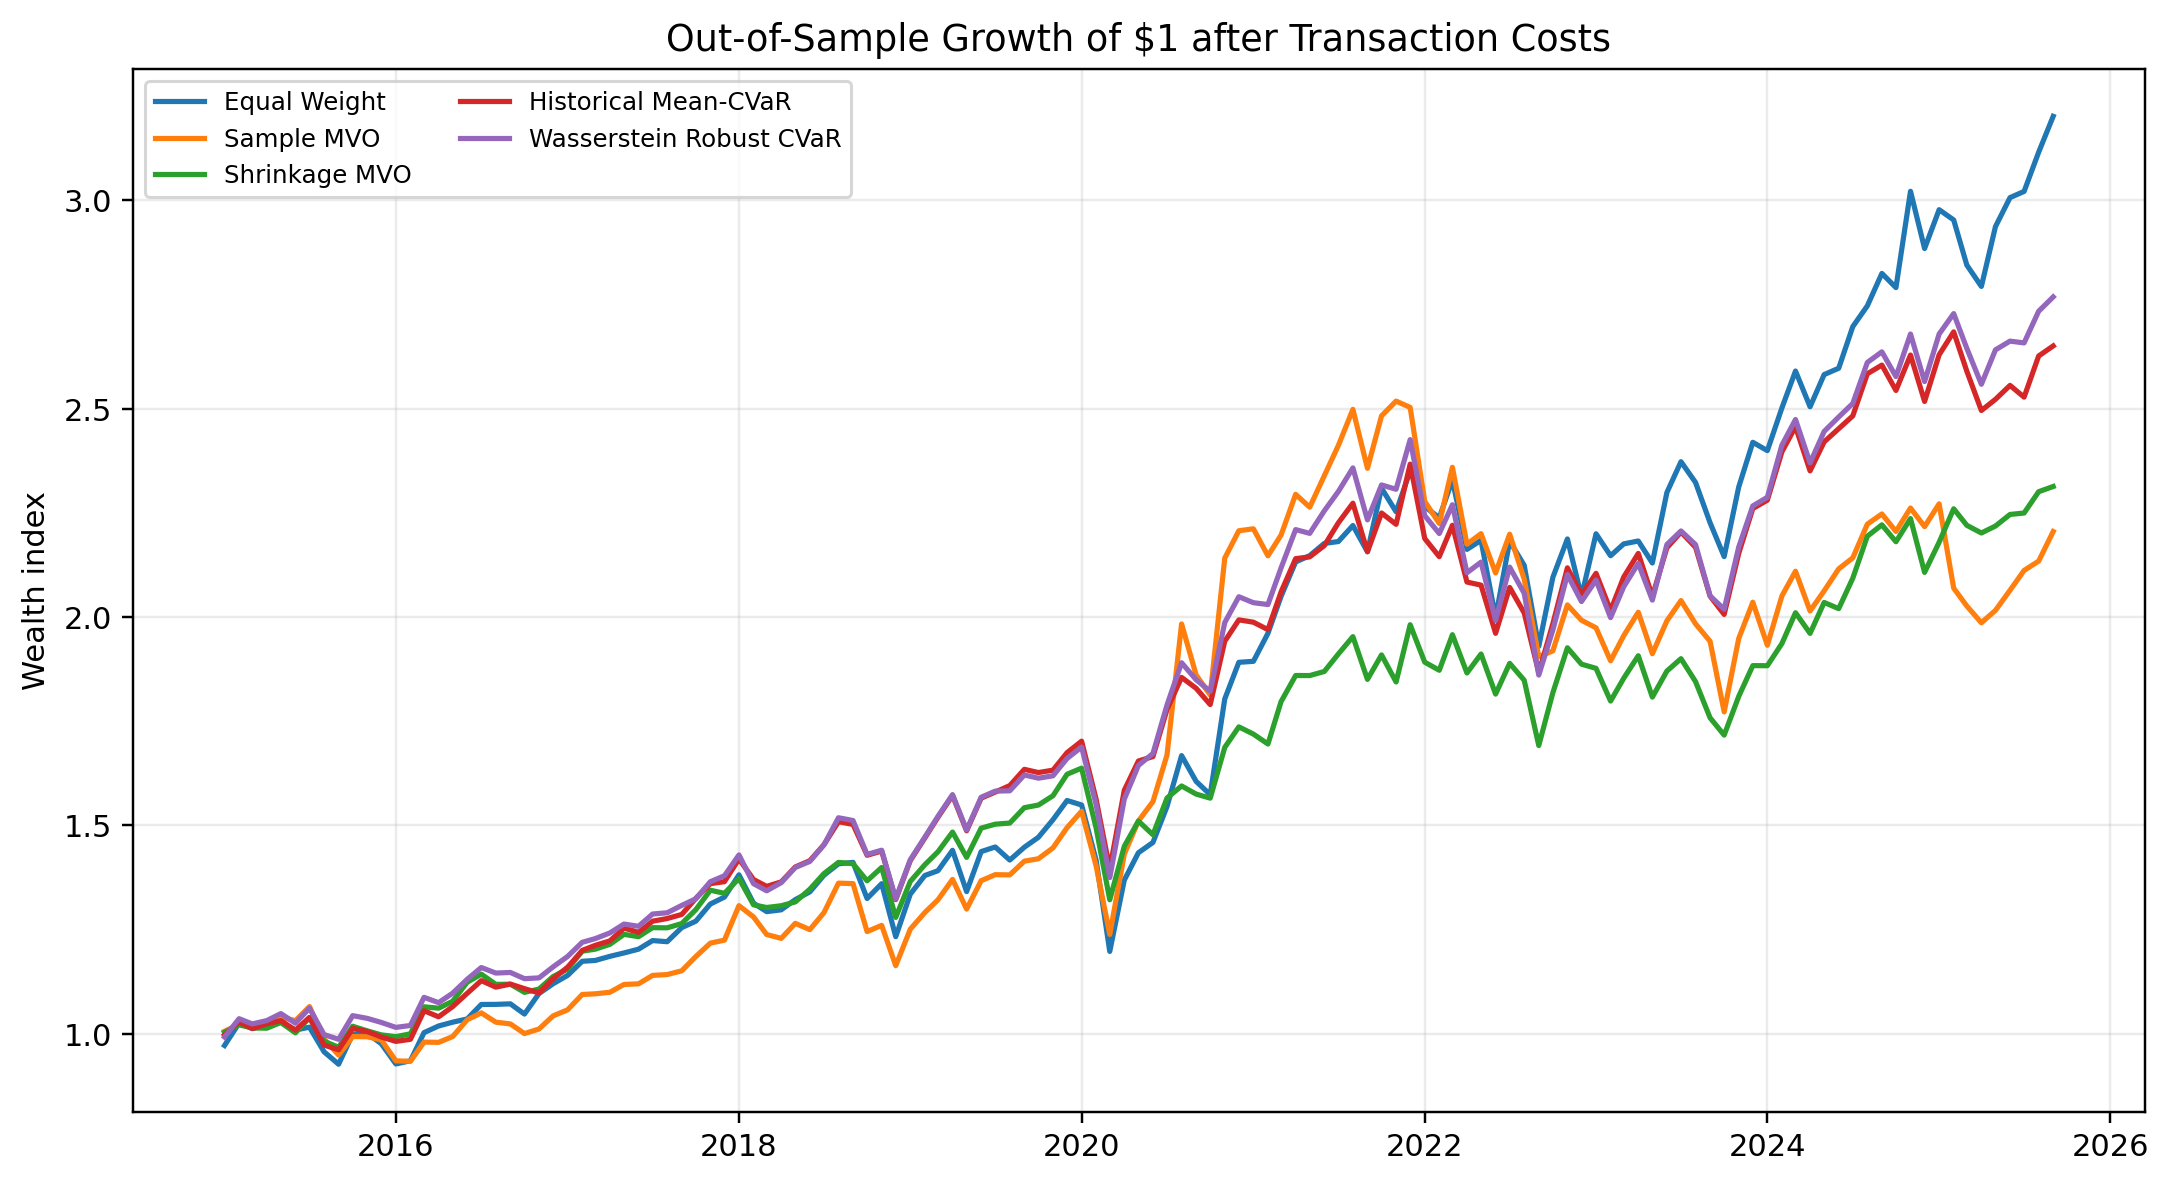 Out-of-Sample Growth of $1 after Transaction Costs
Equal Weight
Sample MVO
Shrinkage MVO
Historical Mean-CVaR
Wasserstein Robust CVaR
Wealth index
3.0
2.5
2.0
1.5
1.0
2016 2018 2020 2022 2024 2026